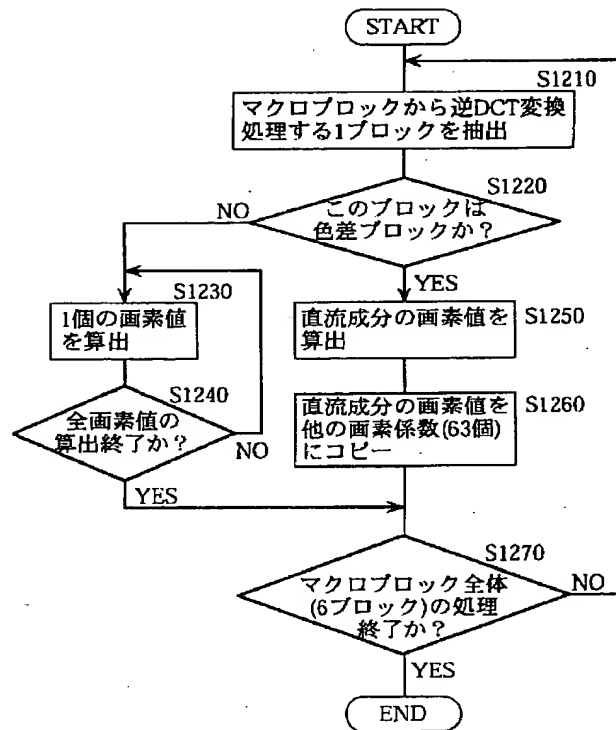 START
S1210
マクロブロックから逆DCT変換
処理する1ブロックを抽出
S1220
このブロックは
色差ブロックか？
NO
YES
S1230
1個の画素値
を算出
S1240
全画素値の
算出終了か？
NO
YES
直流成分の画素値を
算出
S1250
直流成分の画素値を
他の画素係数(63個)
にコピー
S1260
S1270
マクロブロック全体
(6ブロック)の処理
終了か？
NO
YES
END